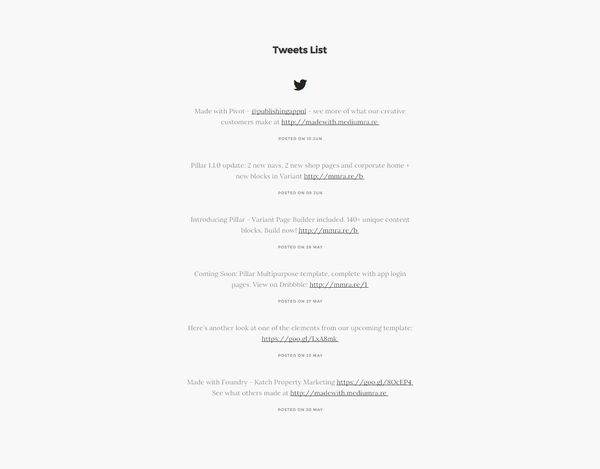 Tweets List
Made with Pivot - @publishingappnl - see more of what our creative
customers make at http://madewith.mediumra.re
POSTED ON 10 JUN
Pillar 1.1.0 update: 2 new navs, 2 new shop pages and corporate home +
new blocks in Variant http://mmra.re/b
POSTED ON 09 JUN
Introducing Pillar - Variant Page Builder included. 140+ unique content
blocks. Build now! http://mmra.re/b
POSTED ON 29 MAY
Coming Soon: Pillar Multipurpose template, complete with app login
pages. View on Dribbble: http://mmra.re/1
POSTED ON 27 MAY
Here's another look at one of the elements from our upcoming template:
https://goo.gl/LxA8mk
POSTED ON 23 MAY
Made with Foundry - Katch Property Marketing https://goo.gl/8OcEP4
See what others made at http://madewith.mediumra.re
POSTED ON 20 MAY